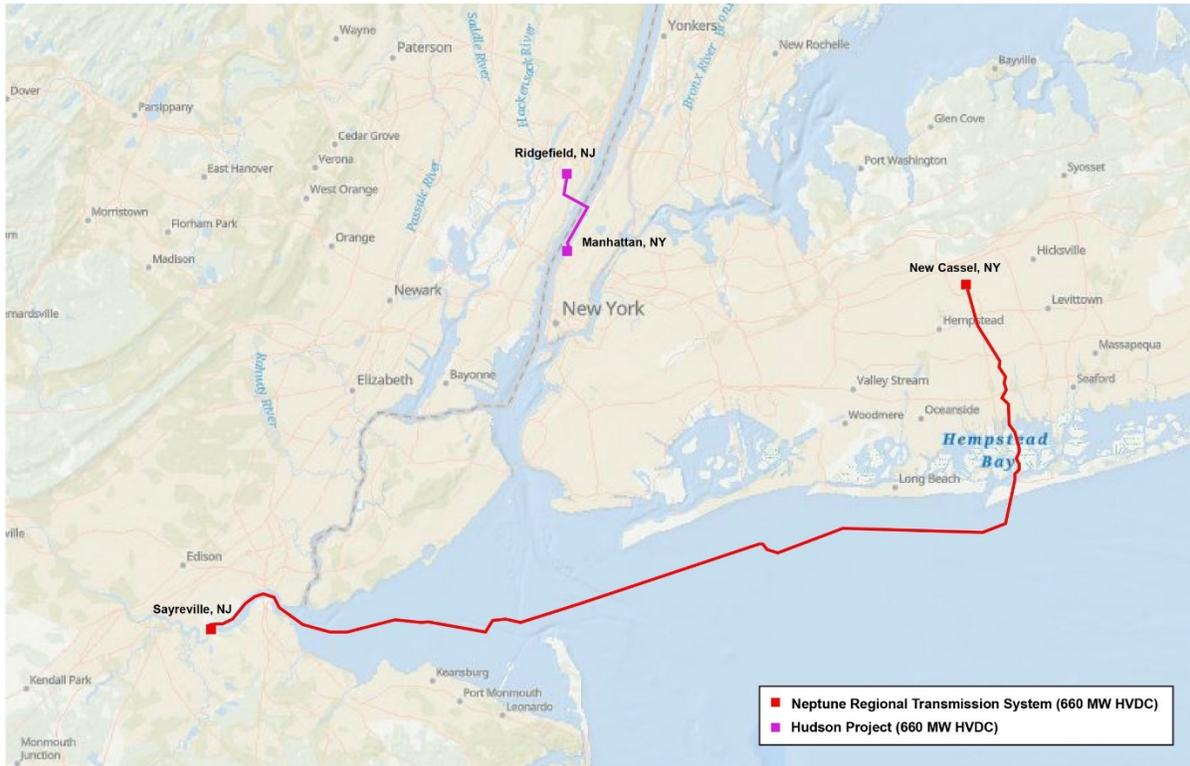 Wayne
Paterson
Saddle River
Hackensack River
Yonkers
Bronx River
Bronx
New Rochelle
Bayville
Dover
Parsippany
Glen Cove
Cedar Grove
Verona
East Hanover
West Orange
Passaic River
Ridgefield, NJ
Port Washington
Syosset
Morristown
Florham Park
Orange
Madison
Manhattan, NY
Hicksville
New Cassel, NY
Newark
New York
Levittown
ernardsville
Hempstead
Massapequa
Rahway River
Elizabeth
Bayonne
Valley Stream
Seaford
Woodmere
Oceanside
Hempstead
Bay
Long Beach
ville
Edison
Sayreville, NJ
Kendall Park
Keansburg
Port Monmouth
Leonardo
Monmouth
Junction
Neptune Regional Transmission System (660 MW HVDC)
Hudson Project (660 MW HVDC)